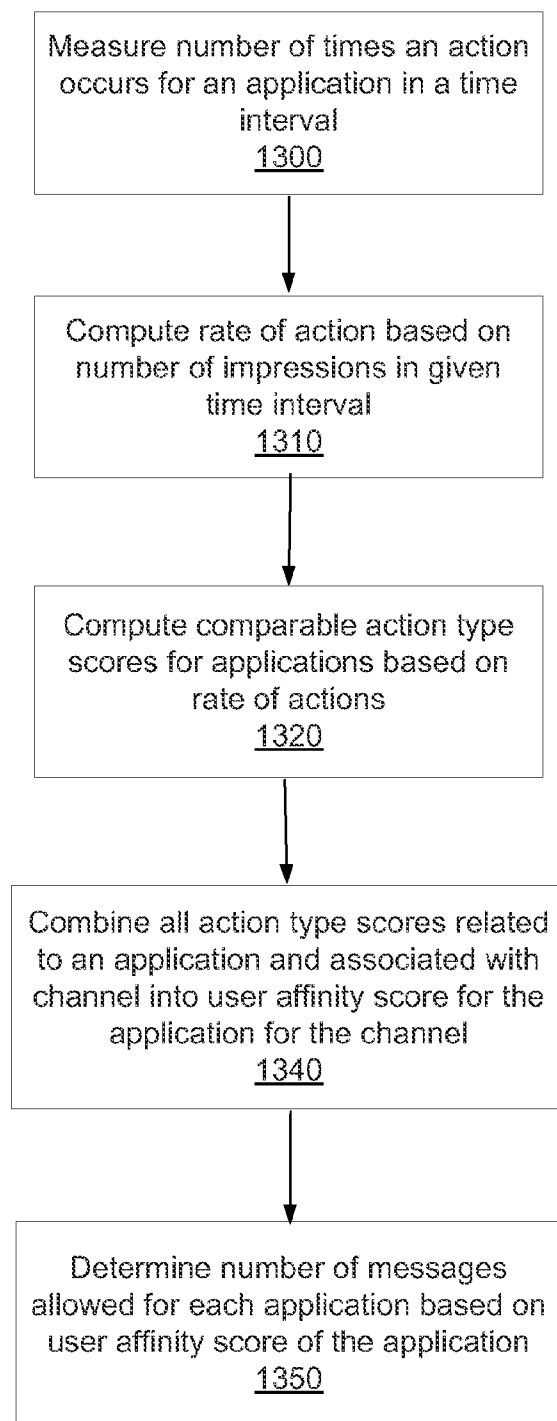 Measure number of times an action
occurs for an application in a time
interval
1300
Compute rate of action based on
number of impressions in given
time interval
1310
Compute comparable action type
scores for applications based on
rate of actions
1320
Combine all action type scores related
to an application and associated with
channel into user affinity score for the
application for the channel
1340
Determine number of messages
allowed for each application based on
user affinity score of the application
1350